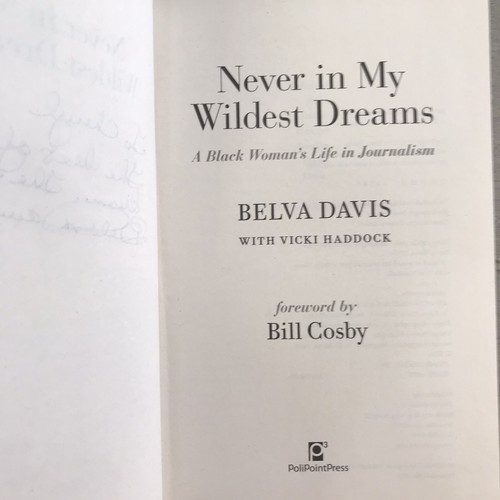 Never in My
Wildest Dreams
A Black Woman's Life in Journalism
BELVA DAVIS
WITH VICKI HADDOCK
foreword by
Bill Cosby
P3
PoliPointPress